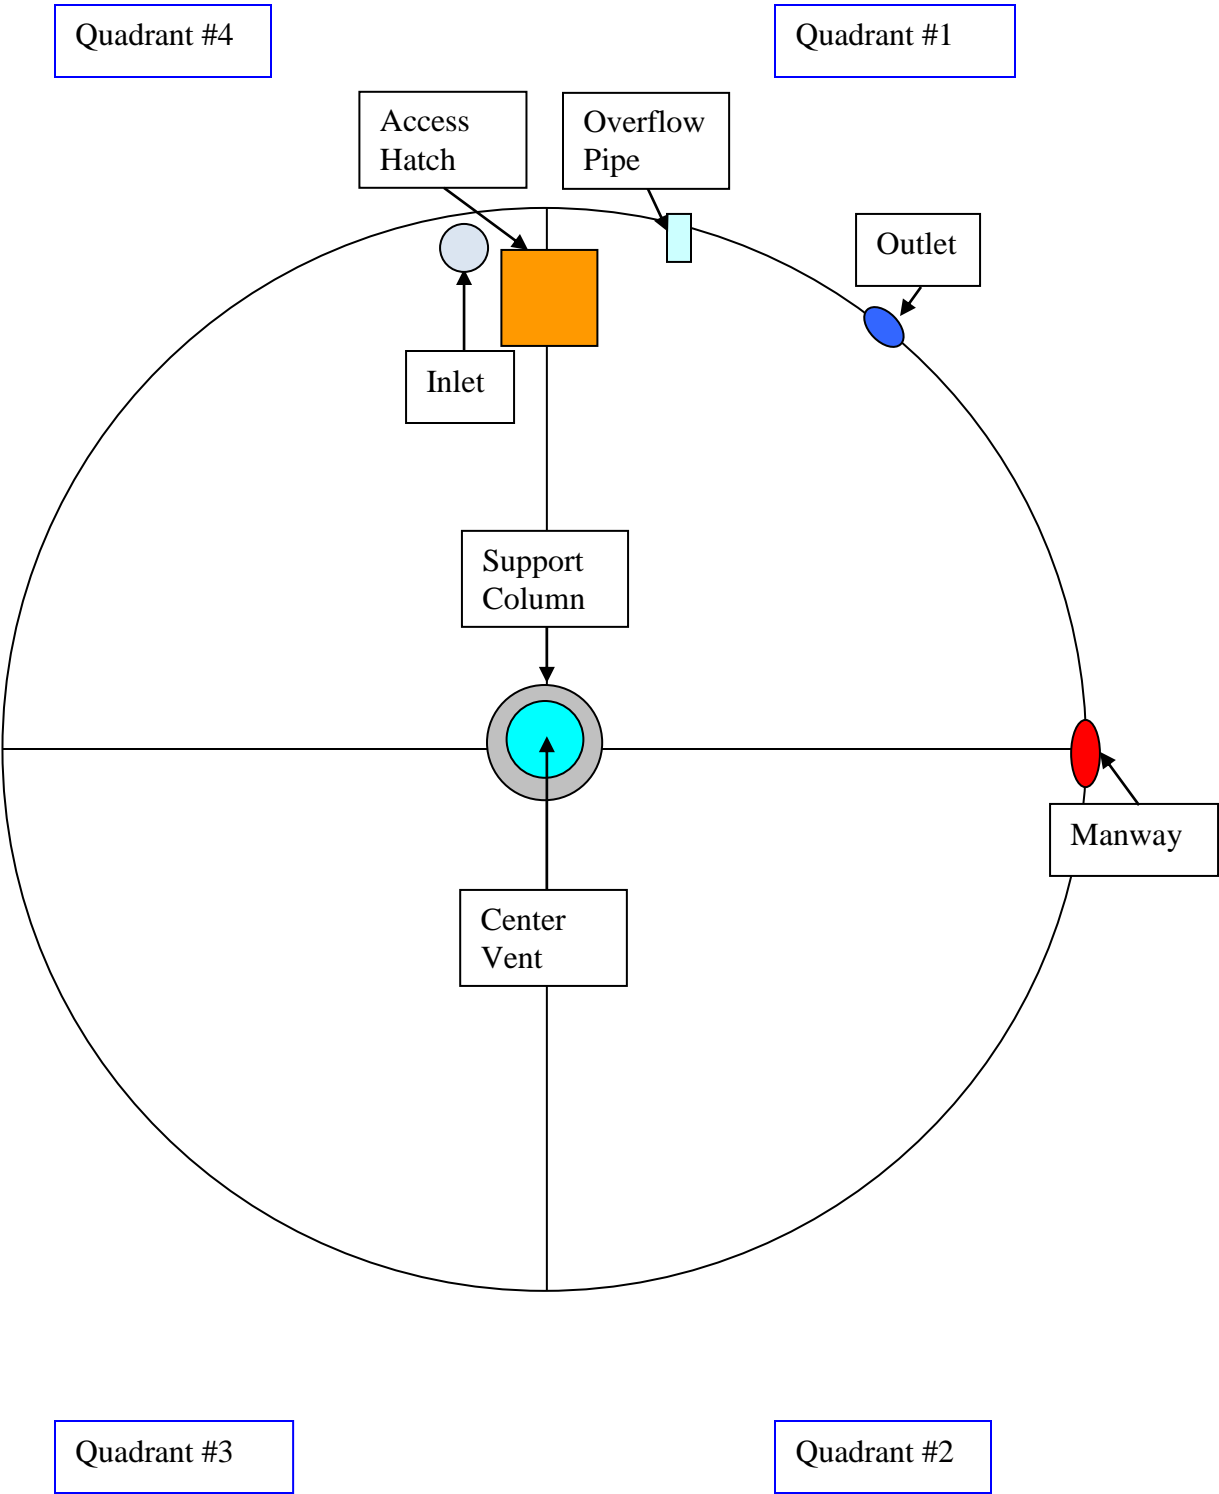 Quadrant #4
Quadrant #1
Access
Hatch
Overflow
Pipe
Outlet
Inlet
Support
Column
Manway
Center
Vent
Quadrant #3
Quadrant #2